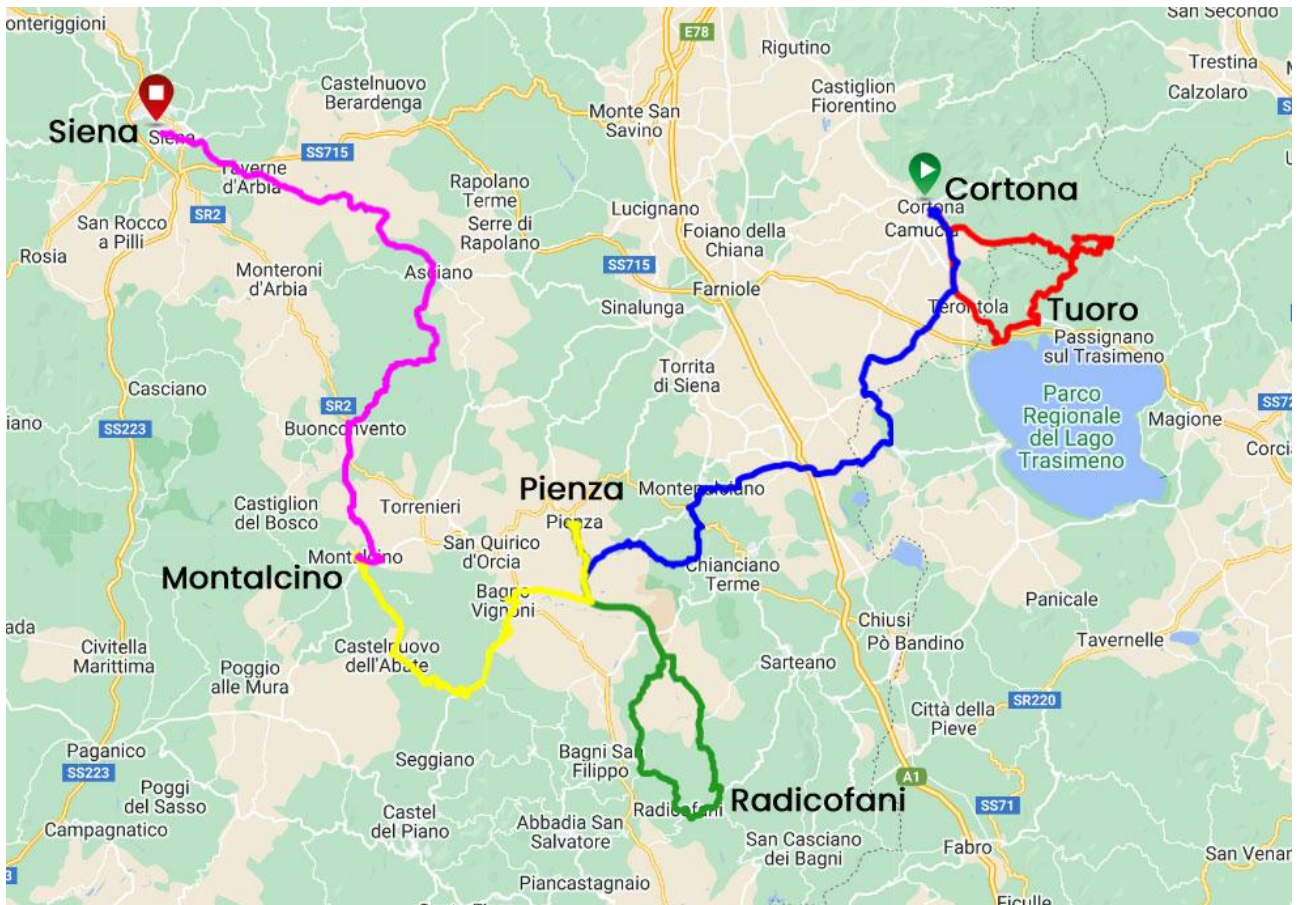 onteriggioni
San Secondo
E78
Rigutino
Trestina
Castelnuovo
Berardenga
Castiglion
Fiorentino
Calzolaro
Monte San
Savino
Siena
Siena
SS715
Taverne
d'Arbia
Rapolano
Terme
Cortona
Cortona
Lucignano
San Rocco
a Pilli
SR2
Serre di
Rapolano
Foiano della
Chiana
Camucia
Rosia
Monteroni
d'Arbia
Asciano
SS715
Farniole
Sinalunga
Terontola
Tuoro
Passignano
sul Trasimeno
Torrita
di Siena
Casciano
Parco
Regionale
del Lago
Trasimeno
SS72
iano
SS223
SR2
Buonconvento
Magione
Corci
Pienza
Montepulciano
Castiglion
del Bosco
Torrenieri
Pienza
San Quirico
d'Orcia
Montalcino
Montalcino
Chianciano
Terme
Bagno
Vignoni
Panicale
ada
Chiusi
Pò Bandino
Civitella
Marittima
Castelnuovo
dell'Abate
Tavernelle
Poggio
alle Mura
Sarteano
SR220
Città della
Pieve
Paganico
SS223
Seggiano
Bagni San
Filippo
A1
Poggi
del Sasso
Radicofani
Radicofani
SS71
Castel
del Piano
Campagnatico
Abbadia San
Salvatore
San Casciano
dei Bagni
Fabro
San Venan
Piancastagnaio
Ficulle